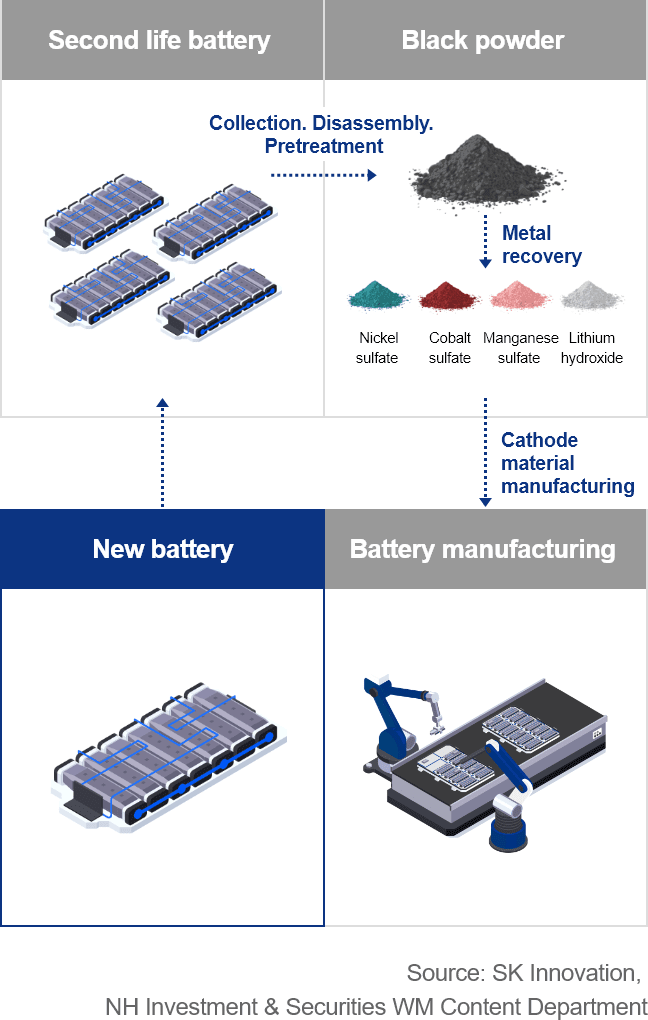 Second life battery
Black powder
Collection. Disassembly.
Pretreatment
Metal
recovery
Nickel
sulfate
Cobalt
sulfate
Manganese
sulfate
Lithium
hydroxide
Cathode
material
manufacturing
New battery
Battery manufacturing
Source: SK Innovation,
NH Investment & Securities WM Content Department